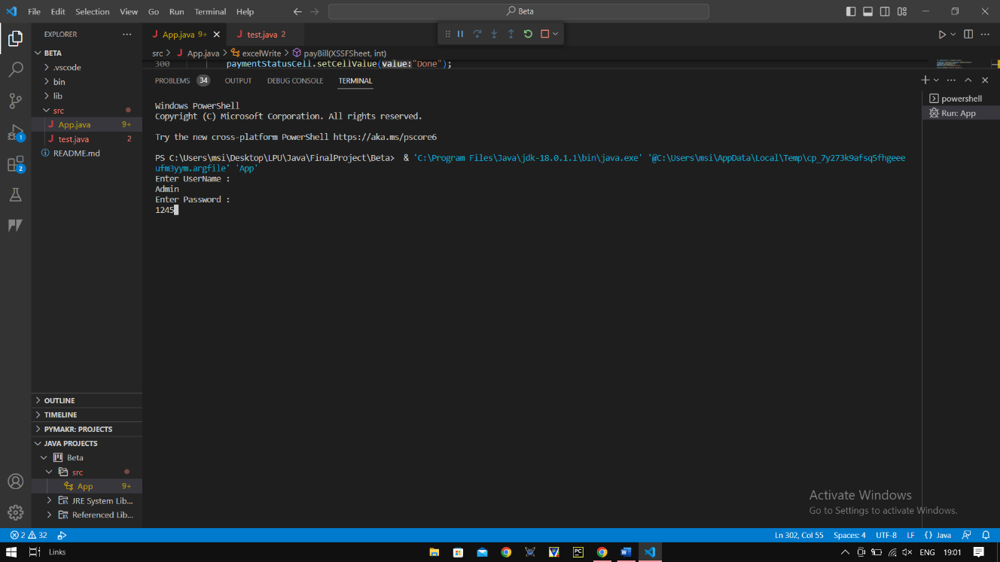 File Edit Selection View Go Run Terminal Help
Beta
EXPLORER
App.java 9+
test.java 2
BETA
.vscode
bin
lib
src
App.java 9+
test.java 2
README.md
src > App.java > excelWrite > payBill(XSSFSheet, int)
300 paymentStatusCell.setCellValue(value:"Done");
PROBLEMS 34 OUTPUT DEBUG CONSOLE TERMINAL
powershell
Run: App
Windows PowerShell
Copyright (C) Microsoft Corporation. All rights reserved.
Try the new cross-platform PowerShell https://aka.ms/pscore6
PS C:\Users\msi\Desktop\LPU\Java\FinalProject\Beta>  & 'C:\Program Files\Java\jdk-18.0.1.1\bin\java.exe' '@C:\Users\msi\AppData\Local\Temp\cp_7y273k9afsq5fhgeee
ufm3yym.argfile' 'App'
Enter UserName :
Admin
Enter Password :
1245
1
2
OUTLINE
TIMELINE
PYMAKR: PROJECTS
JAVA PROJECTS
Beta
src
App 9+
JRE System Lib...
Referenced Lib...
Activate Windows
Go to Settings to activate Windows.
2 32
Ln 302, Col 55 Spaces: 4 UTF-8 LF {} Java
Links
PC
W
ENG 19:01